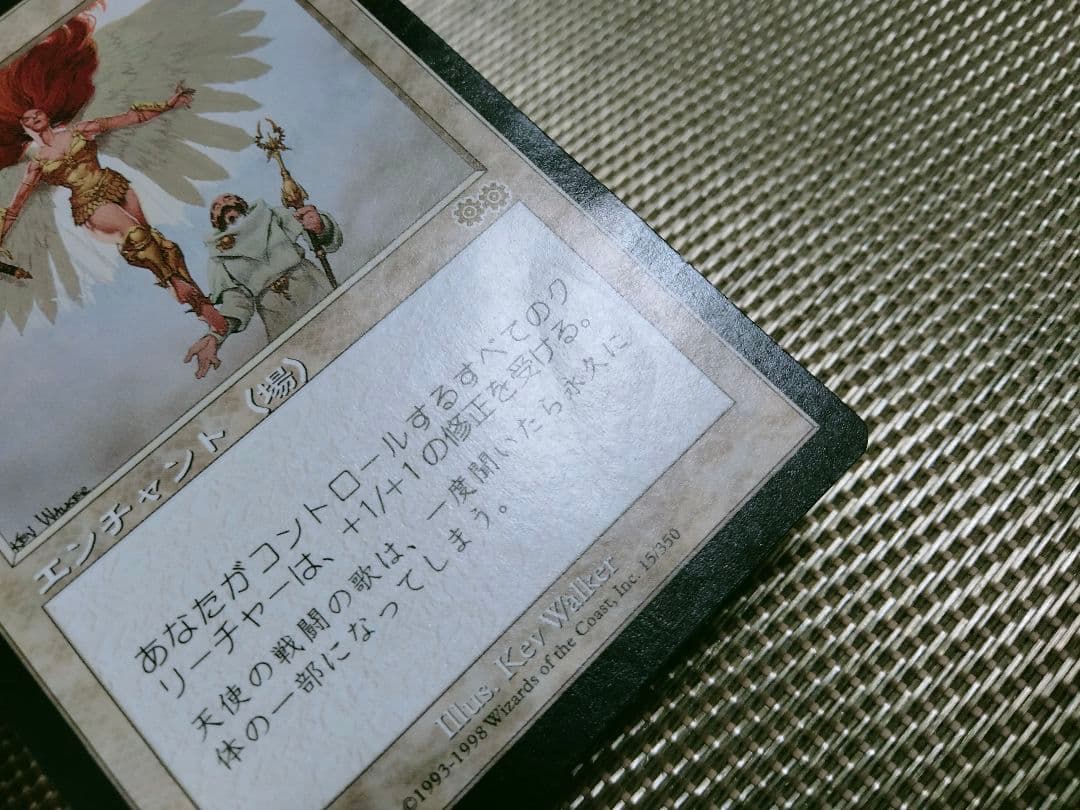 Key Walker
エンチャント (場)
あなたがコントロールするすべてのク
リーチャーは、+1/+1の修正を受ける。
天使の戦闘の歌は、一度聞いたら永久に
体の一部になってしまう。
Illus. Key Walker
©1993-1998 Wizards of the Coast, Inc. 15/350